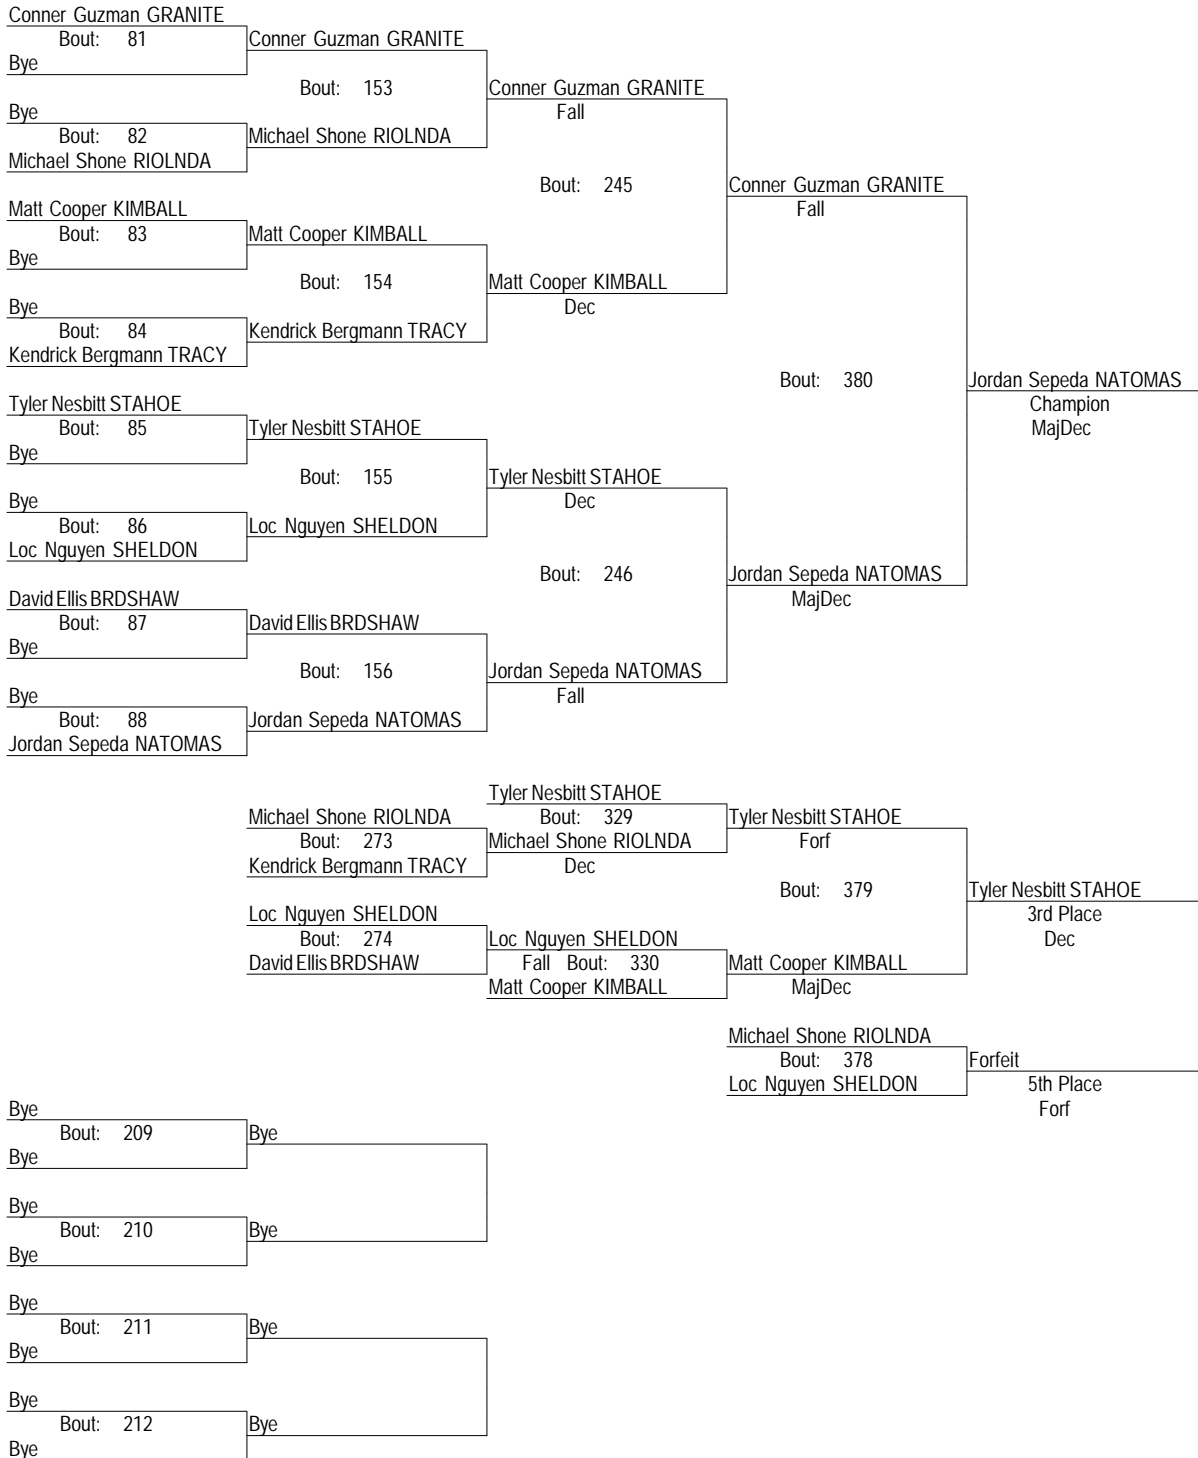 Conner Guzman GRANITE
Bout: 81
Conner Guzman GRANITE
Bye
Bout: 153
Conner Guzman GRANITE
Bye
Fall
Bout: 82
Michael Shone RIOLNDA
Michael Shone RIOLNDA
Bout: 245
Conner Guzman GRANITE
Matt Cooper KIMBALL
Fall
Bout: 83
Matt Cooper KIMBALL
Bye
Bout: 154
Matt Cooper KIMBALL
Bye
Dec
Bout: 84
Kendrick Bergmann TRACY
Kendrick Bergmann TRACY
Bout: 380
Jordan Sepeda NATOMAS
Tyler Nesbitt STAHOE
Champion
Bout: 85
Tyler Nesbitt STAHOE
MajDec
Bye
Bout: 155
Tyler Nesbitt STAHOE
Bye
Dec
Bout: 86
Loc Nguyen SHELDON
Loc Nguyen SHELDON
Bout: 246
Jordan Sepeda NATOMAS
David Ellis BRDSHAW
MajDec
Bout: 87
David Ellis BRDSHAW
Bye
Bout: 156
Jordan Sepeda NATOMAS
Bye
Fall
Bout: 88
Jordan Sepeda NATOMAS
Jordan Sepeda NATOMAS
Tyler Nesbitt STAHOE
Michael Shone RIOLNDA
Bout: 329
Tyler Nesbitt STAHOE
Bout: 273
Michael Shone RIOLNDA
Forf
Kendrick Bergmann TRACY
Dec
Bout: 379
Tyler Nesbitt STAHOE
Loc Nguyen SHELDON
3rd Place
Bout: 274
Loc Nguyen SHELDON
Dec
David Ellis BRDSHAW
Fall Bout: 330
Matt Cooper KIMBALL
Matt Cooper KIMBALL
MajDec
Michael Shone RIOLNDA
Bout: 378
Forfeit
Loc Nguyen SHELDON
5th Place
Forf
Bye
Bout: 209
Bye
Bye
Bye
Bout: 210
Bye
Bye
Bye
Bout: 211
Bye
Bye
Bye
Bout: 212
Bye
Bye